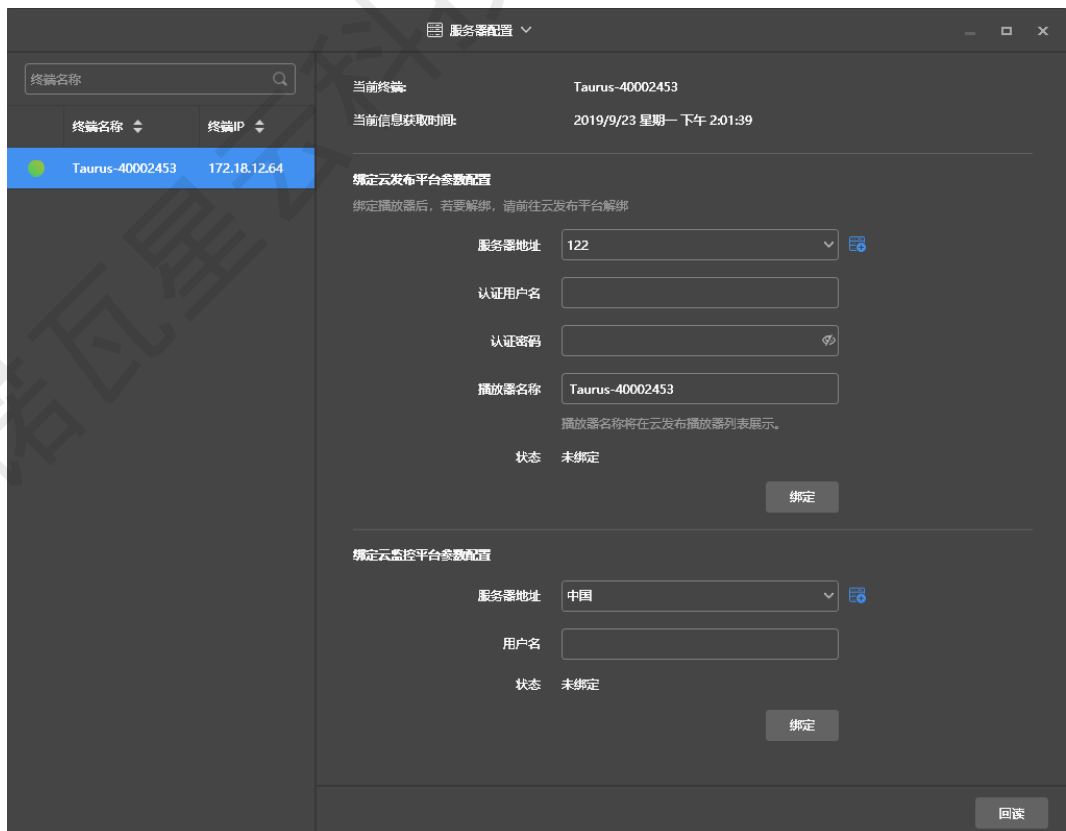 服务器配置
终端名称
终端名称 终端IP
Taurus-40002453 172.18.12.64
当前终端: Taurus-40002453
当前信息获取时间: 2019/9/23 星期一 下午 2:01:39
绑定云发布平台参数配置
绑定播放器后，若要解绑，请前往云发布平台解绑
服务器地址 122
认证用户名
认证密码
播放器名称 Taurus-40002453
播放器名称将在云发布播放器列表展示。
状态 未绑定
绑定
绑定云监控平台参数配置
服务器地址 中国
用户名
状态 未绑定
绑定
回读
诺瓦星云科